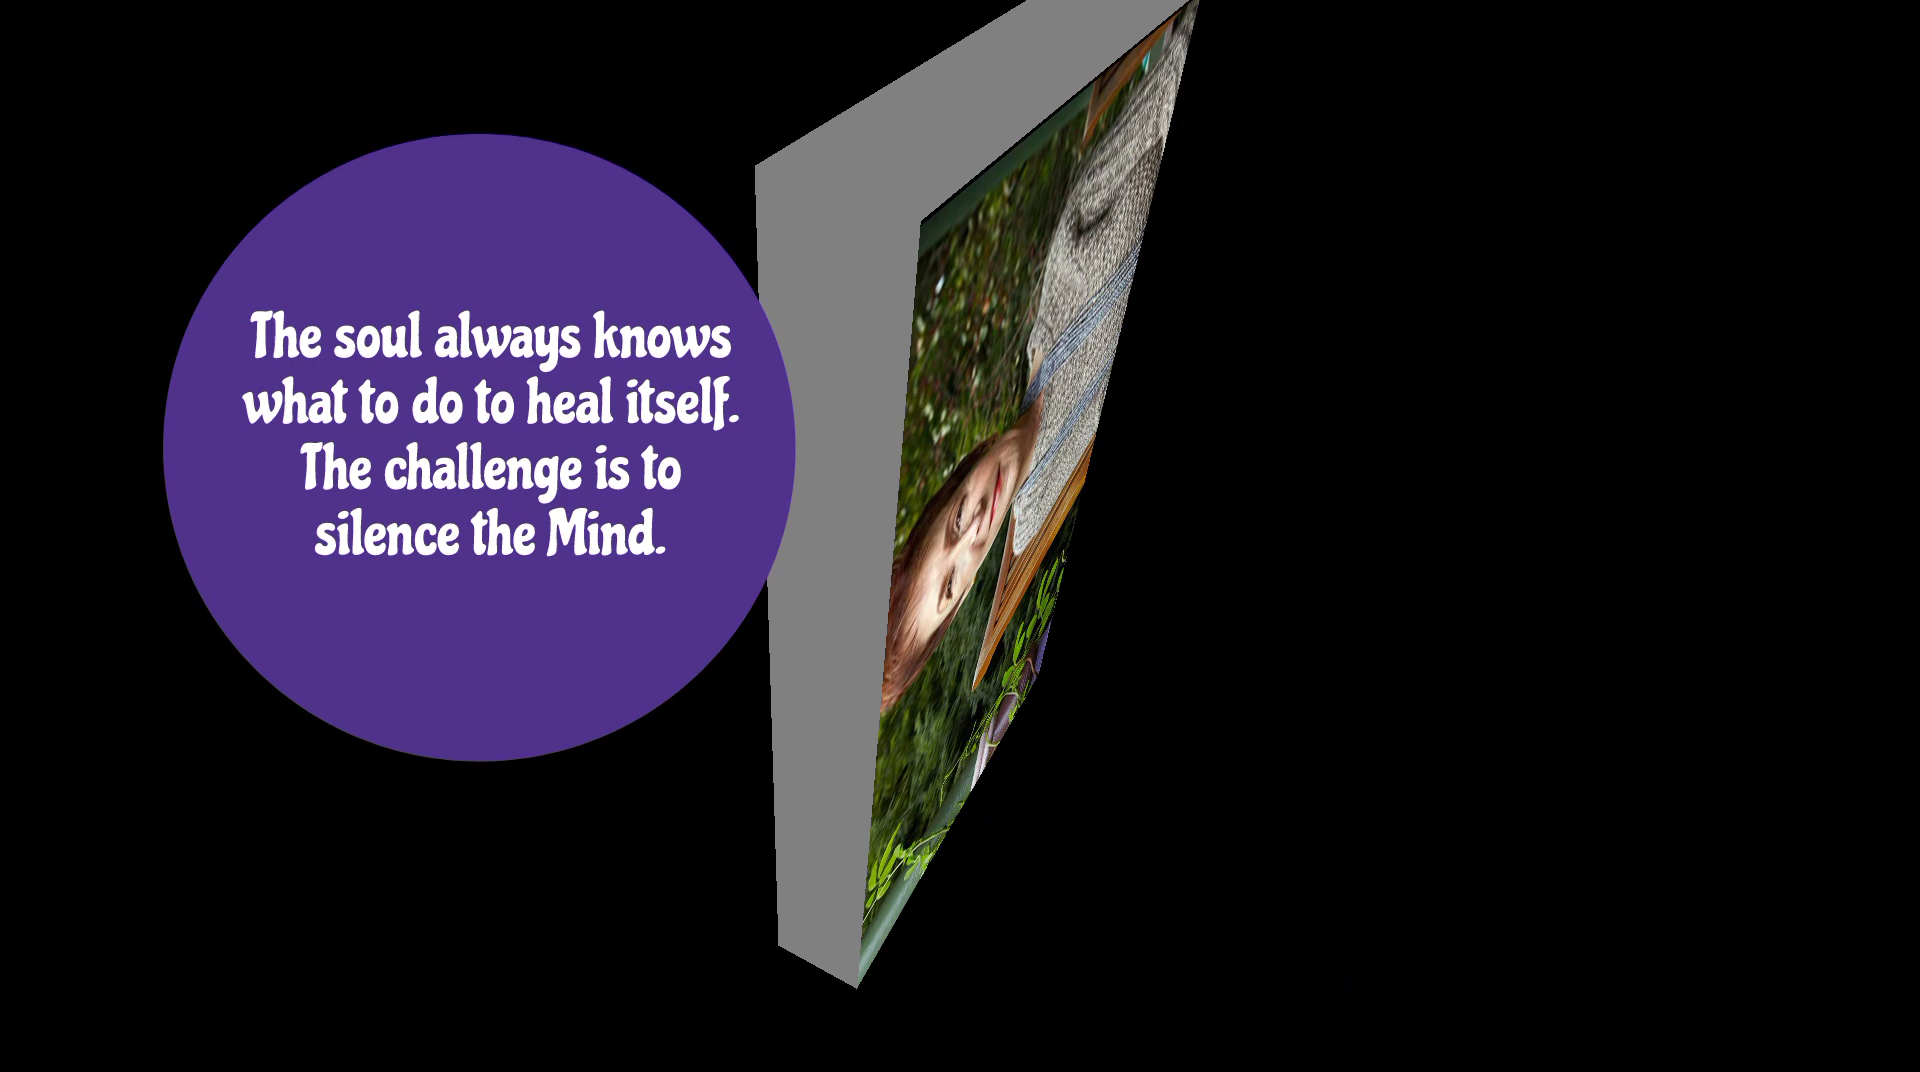 The soul always knows
what to do to heal itself.
The challenge is to
silence the Mind.